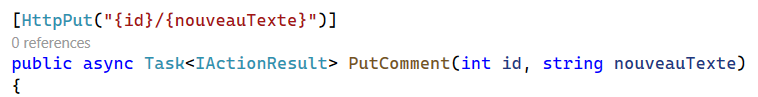 [HttpPut("{id}/{nouveauTexte}")]
0 references
public async Task<IActionResult> PutComment(int id, string nouveauTexte)
{